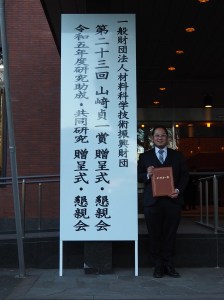 一般財団法人材料科学技術振興財団
第二十三回 山﨑貞一賞 贈呈式・懇親会
令和五年度研究助成・共同研究 贈呈式・懇親会